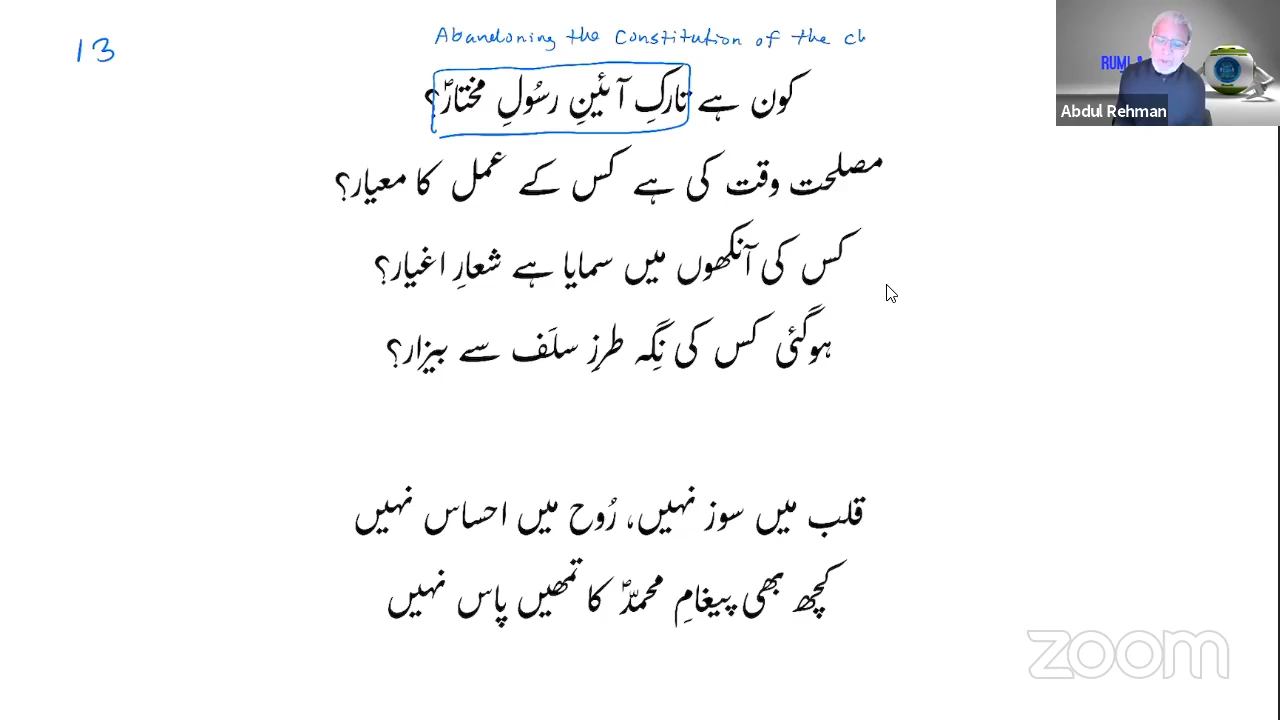 13
Abandoning the Constitution of the ch
کون ہے تارکِ آئینِ رسُولِ مختارؐ؟
مصلحت وقت کی ہے کس کے عمل کا معیار؟
کس کی آنکھوں میں سمایا ہے شعارِ اغیار؟
ہوگئی کس کی نِگہ طرزِ سلَف سے بیزار؟
قلب میں سوز نہیں، رُوح میں احساس نہیں
کچھ بھی پیغامِ محمدؐ کا تمھیں پاس نہیں
RUMI
Abdul Rehman
zoom